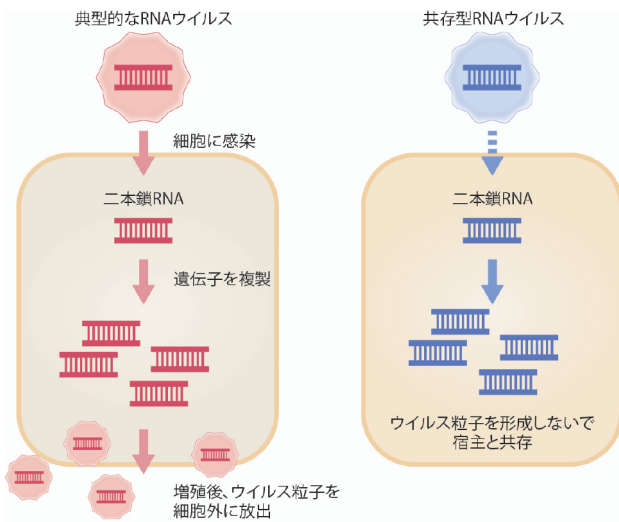 典型的なRNAウイルス
細胞に感染
二本鎖RNA
遺伝子を複製
増殖後、ウイルス粒子を
細胞外に放出
共存型RNAウイルス
二本鎖RNA
ウイルス粒子を形成しないで
宿主と共存